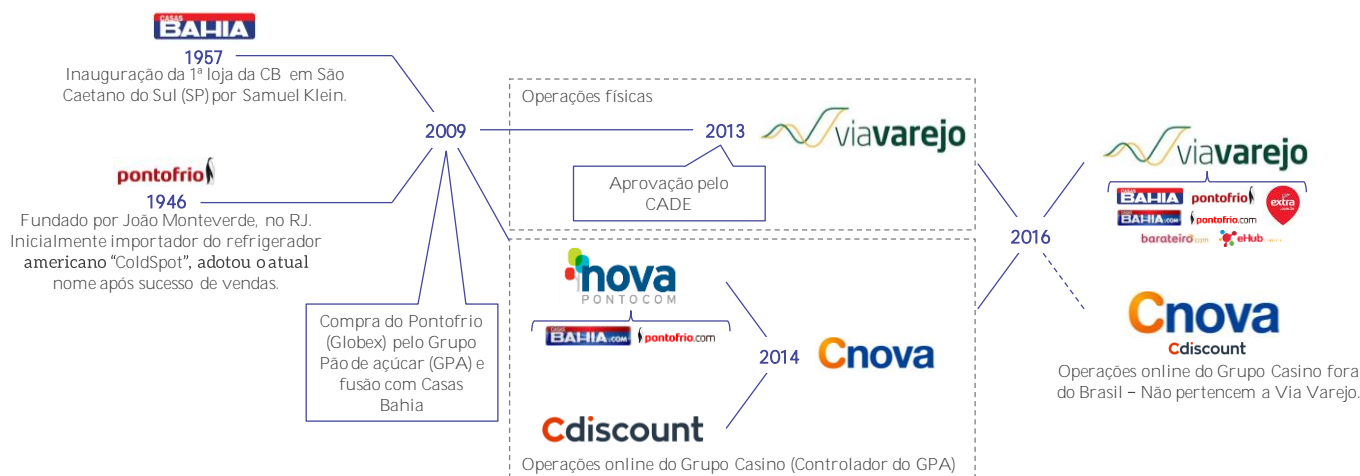 CASAS
BAHIA
1957
Inauguração da 1ª loja da CB em São
Caetano do Sul (SP) por Samuel Klein.
pontofrio
1946
Fundado por João Monteverde, no RJ.
Inicialmente importador do refrigerador
americano “ColdSpot”, adotou o atual
nome após sucesso de vendas.
2009
Compra do Pontofrio
(Globex) pelo Grupo
Pão de açúcar (GPA) e
fusão com Casas
Bahia
Operações físicas
2013
viavarejo
Aprovação pelo
CADE
nova
PONTOCOM
CASAS
BAHIA.COM
pontofrio.com
2014
Cnova
Cdiscount
Operações online do Grupo Casino (Controlador do GPA)
2016
viavarejo
CASAS
BAHIA
pontofrio
extra
CASAS
BAHIA.COM
pontofrio.com
barateiro.com
eHub
Cnova
Cdiscount
Operações online do Grupo Casino fora
do Brasil – Não pertencem a Via Varejo.